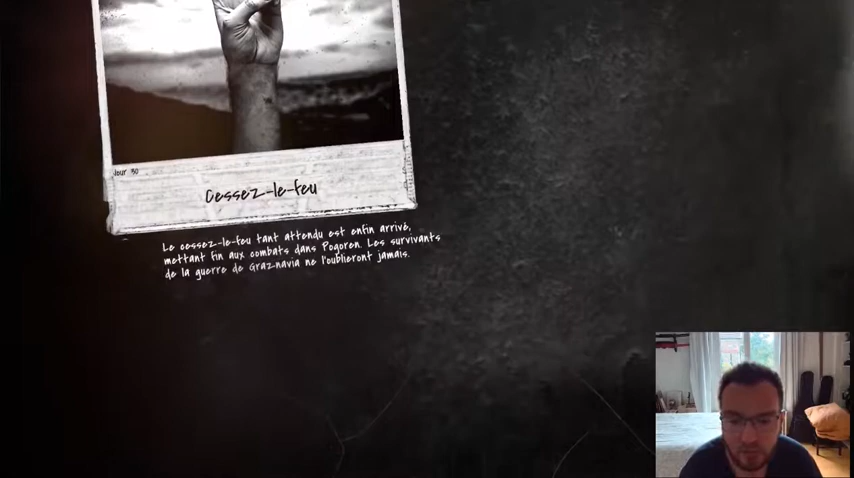 Jour 30
Cessez-le-feu
Le cessez-le-feu tant attendu est enfin arrivé,
mettant fin aux combats dans Pogoren. Les survivants
de la guerre de Graznavia ne l'oublieront jamais.